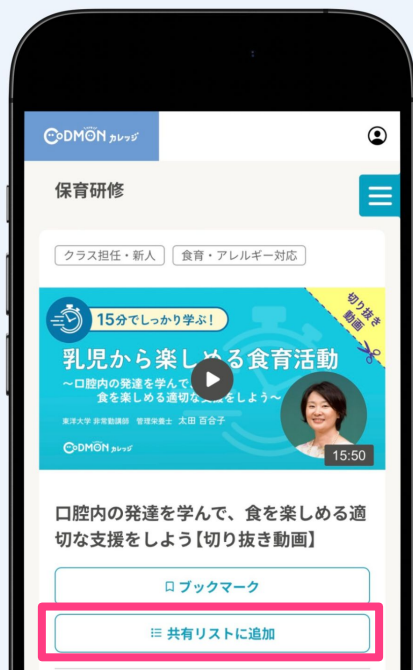 CoDMON カレッジ
保育研修
クラス担任・新人 食育・アレルギー対応
切り抜き
動画
15分でしっかり学ぶ！
乳児から楽しめる食育活動
〜口腔内の発達を学んで、
食を楽しめる適切な支援をしよう〜
東洋大学 非常勤講師 管理栄養士 太田 百合子
CoDMON カレッジ
15:50
口腔内の発達を学んで、食を楽しめる適
切な支援をしよう【切り抜き動画】
ブックマーク
共有リストに追加